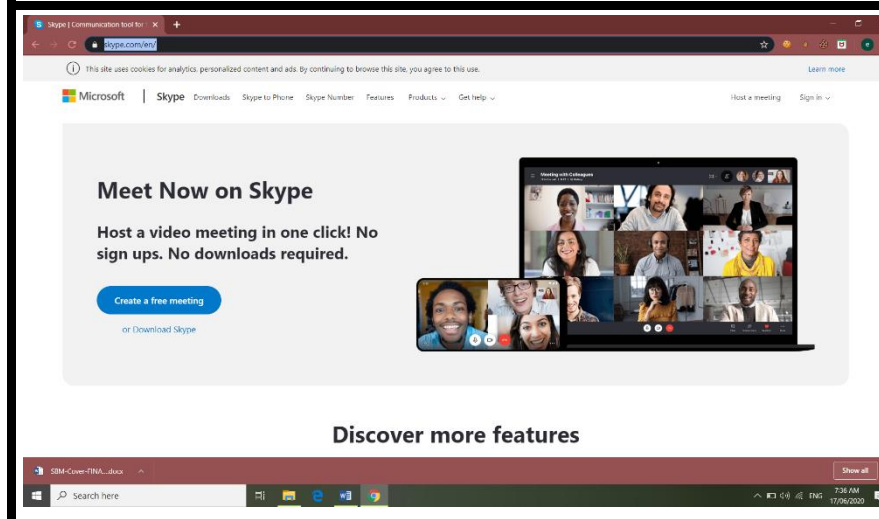 Skype | Communication tool for
skype.com/en/
This site uses cookies for analytics, personalized content and ads. By continuing to browse this site, you agree to this use. Learn more
Microsoft Skype Downloads Skype to Phone Skype Number Features Products Get help Host a meeting Sign in
Meeting with Colleagues
Meet Now on Skype
Host a video meeting in one click! No
sign ups. No downloads required.
Create a free meeting
or Download Skype
Discover more features
SBM-Cover-FINA....docx Show all
Search here ENG 7:36 AM
17/06/2020